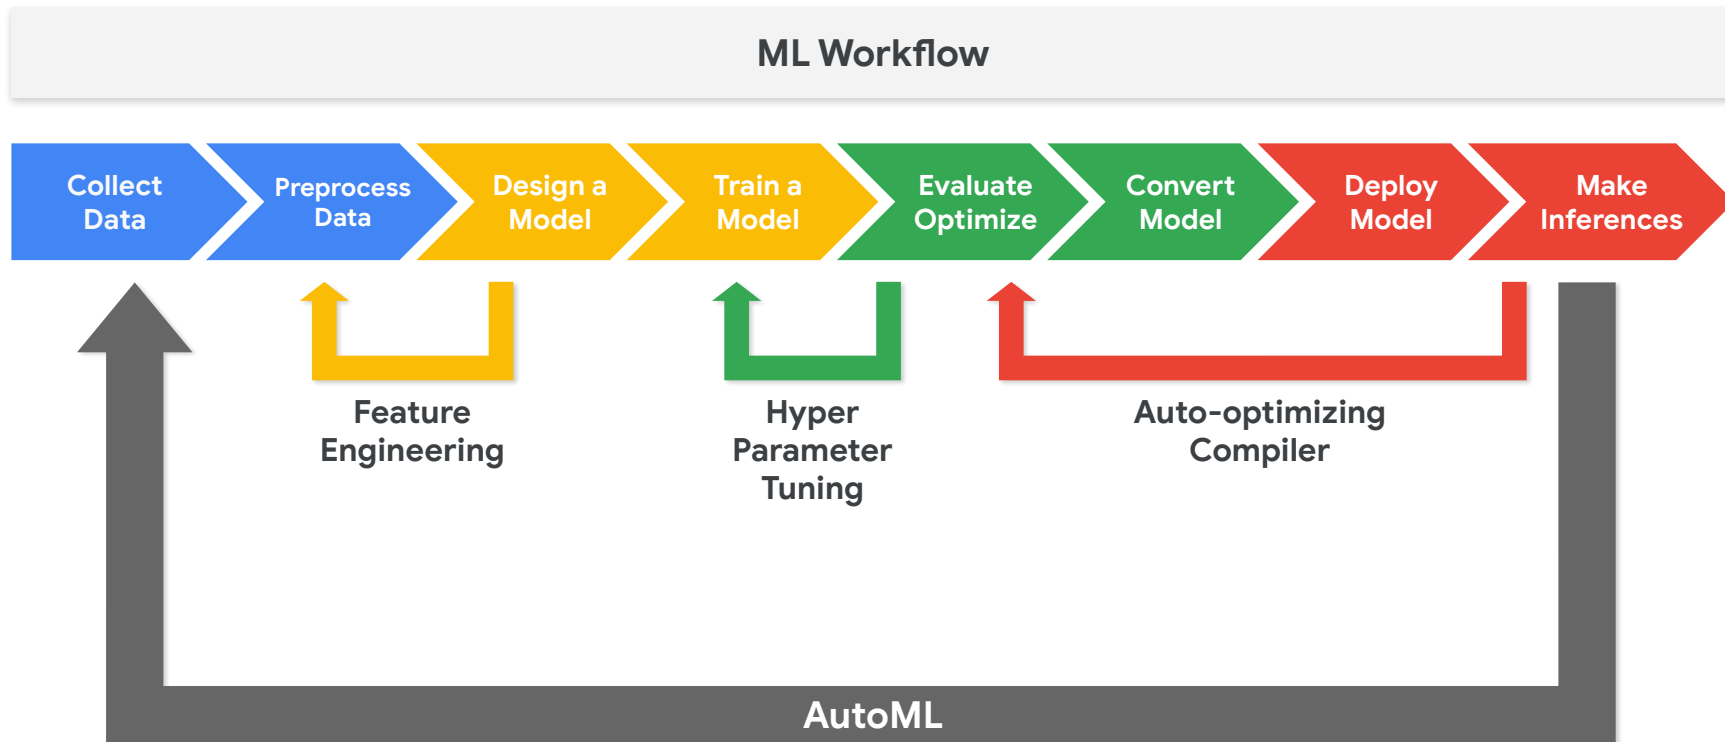 ML Workflow
Collect
Data
Preprocess
Data
Design a
Model
Train a
Model
Evaluate
Optimize
Convert
Model
Deploy
Model
Make
Inferences
Feature
Engineering
Hyper
Parameter
Tuning
Auto-optimizing
Compiler
AutoML